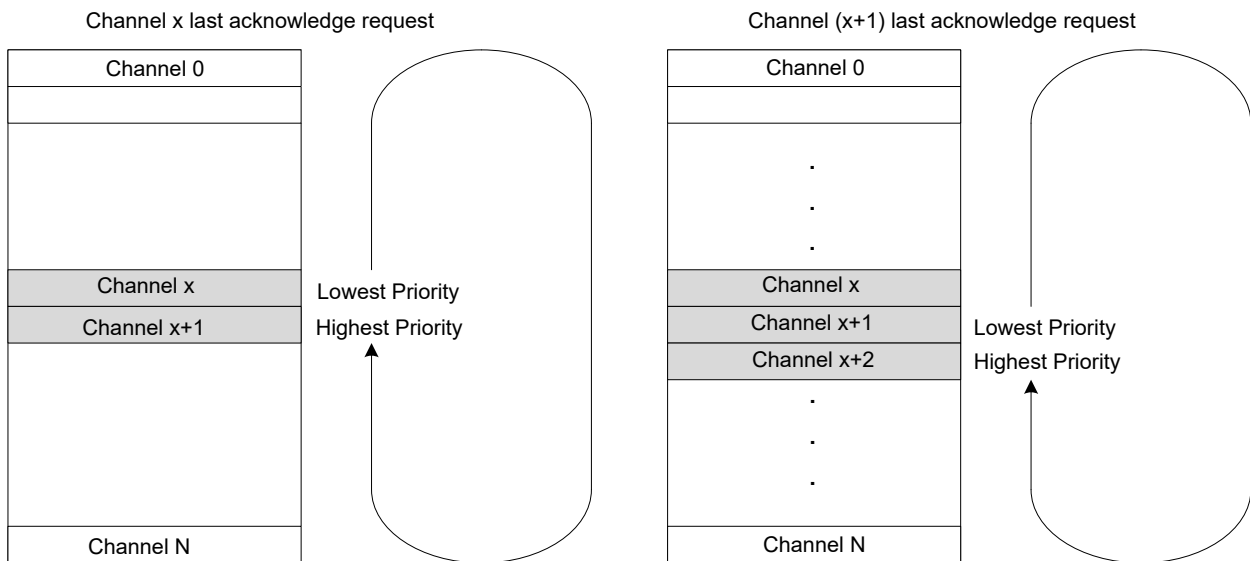 Channel x last acknowledge request
Channel 0
Channel x
Lowest Priority
Channel x+1
Highest Priority
Channel N
Channel (x+1) last acknowledge request
Channel 0
.
.
.
Channel x
Channel x+1
Lowest Priority
Channel x+2
Highest Priority
.
.
.
Channel N